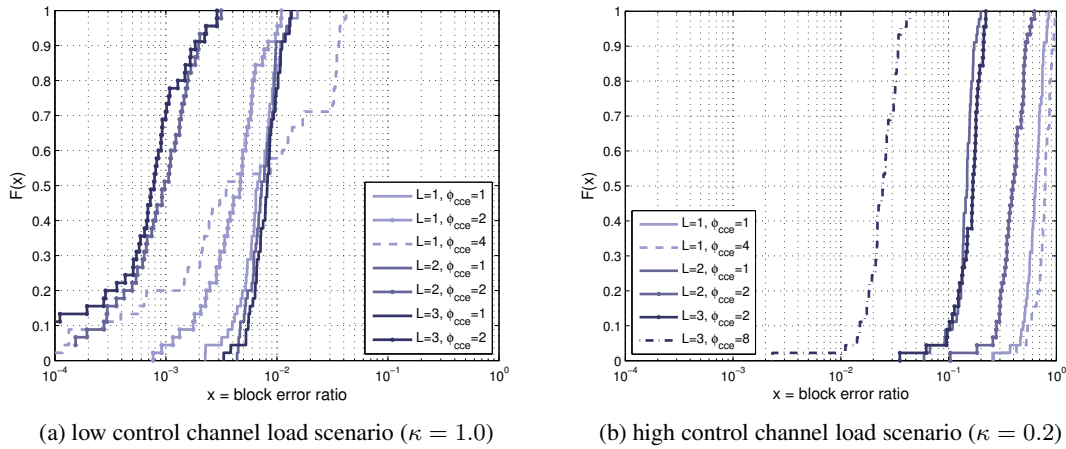 1
0.9
0.8
0.7
0.6
0.5
0.4
0.3
0.2
0.1
0
F(x)
10^-4
10^-3
10^-2
10^-1
10^0
x = block error ratio
L=1, ϕcce=1
L=1, ϕcce=2
L=1, ϕcce=4
L=2, ϕcce=1
L=2, ϕcce=2
L=3, ϕcce=1
L=3, ϕcce=2
(a) low control channel load scenario (κ = 1.0)
1
0.9
0.8
0.7
0.6
0.5
0.4
0.3
0.2
0.1
0
F(x)
10^-4
10^-3
10^-2
10^-1
10^0
x = block error ratio
L=1, ϕcce=1
L=1, ϕcce=4
L=2, ϕcce=1
L=2, ϕcce=2
L=3, ϕcce=2
L=3, ϕcce=8
(b) high control channel load scenario (κ = 0.2)